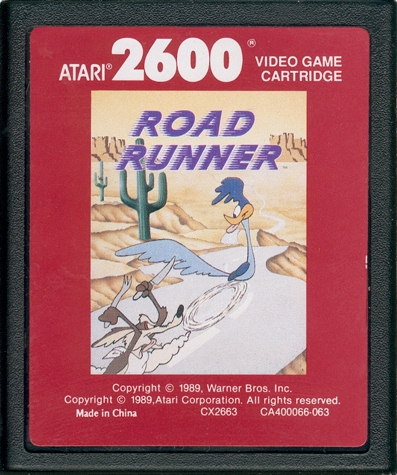 ATARI® 2600® VIDEO GAME
CARTRIDGE
ROAD
RUNNER
Copyright © 1989, Warner Bros. Inc.
Copyright © 1989,Atari Corporation. All rights reserved.
Made in China CX2663 CA400066-063